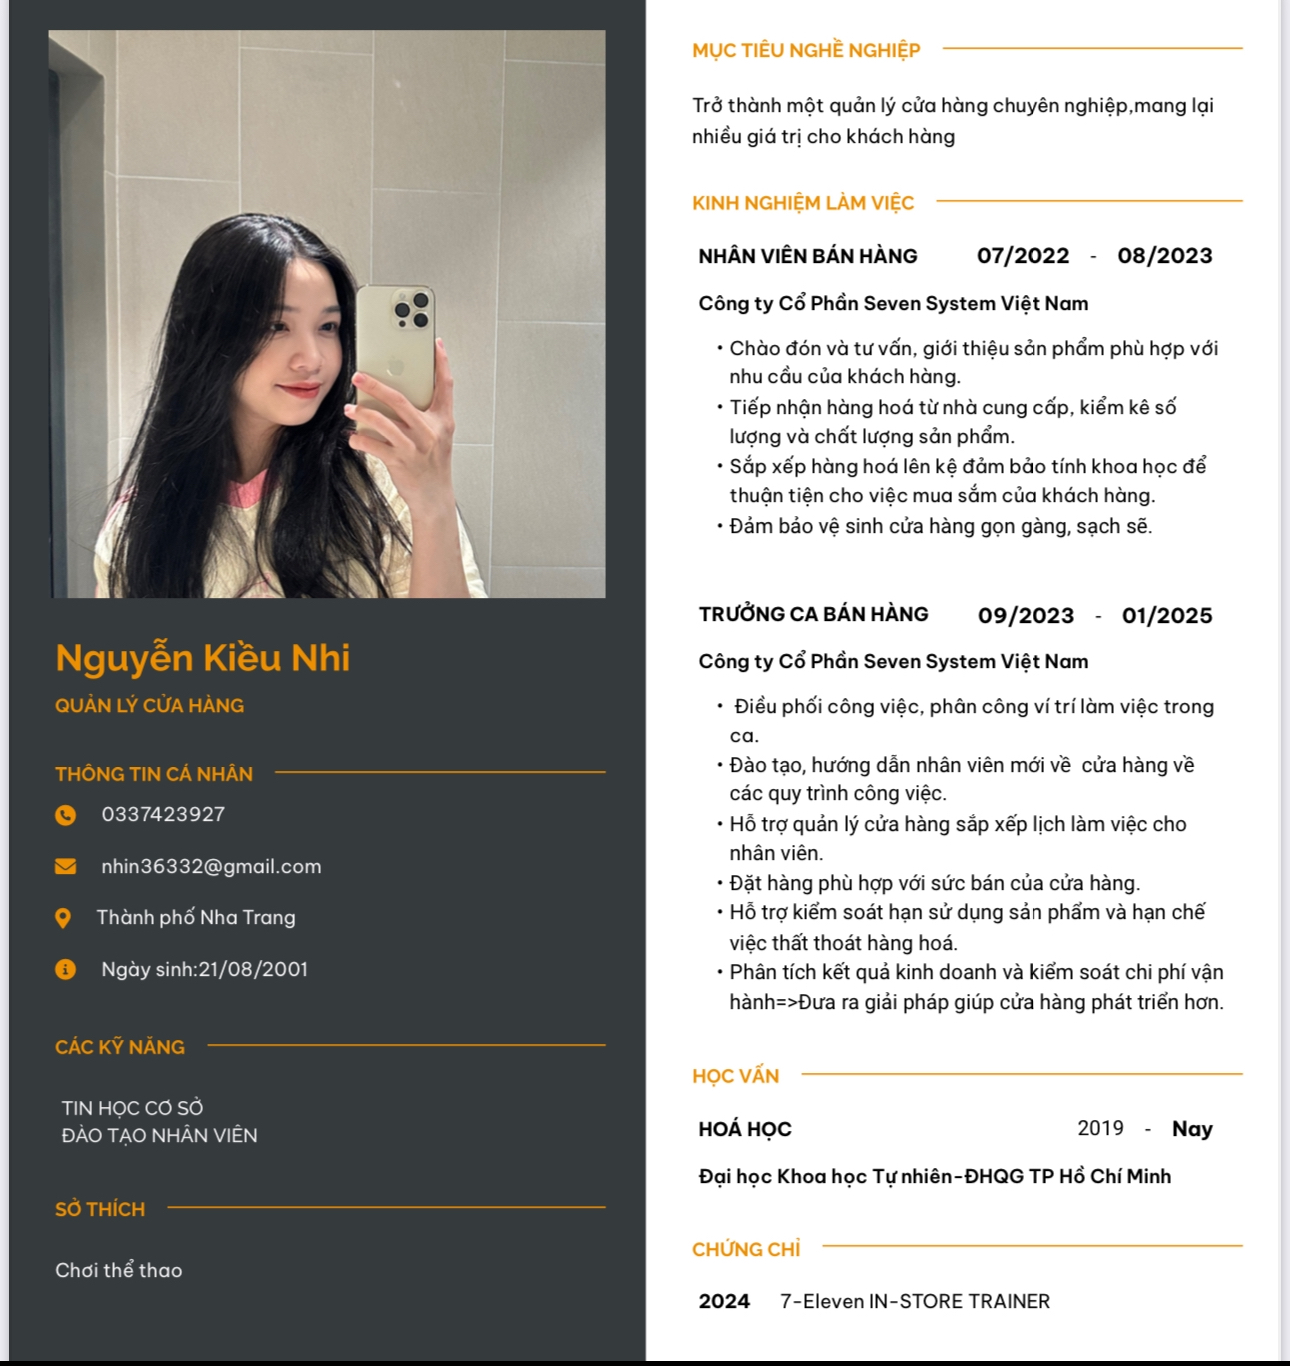 Nguyễn Kiều Nhi
QUẢN LÝ CỬA HÀNG
THÔNG TIN CÁ NHÂN
0337423927
nhin36332@gmail.com
Thành phố Nha Trang
Ngày sinh:21/08/2001
CÁC KỸ NĂNG
TIN HỌC CƠ SỞ
ĐÀO TẠO NHÂN VIÊN
SỞ THÍCH
Chơi thể thao
MỤC TIÊU NGHỀ NGHIỆP
Trở thành một quản lý cửa hàng chuyên nghiệp,mang lại
nhiều giá trị cho khách hàng
KINH NGHIỆM LÀM VIỆC
NHÂN VIÊN BÁN HÀNG 07/2022 - 08/2023
Công ty Cổ Phần Seven System Việt Nam
• Chào đón và tư vấn, giới thiệu sản phẩm phù hợp với
nhu cầu của khách hàng.
• Tiếp nhận hàng hoá từ nhà cung cấp, kiểm kê số
lượng và chất lượng sản phẩm.
• Sắp xếp hàng hoá lên kệ đảm bảo tính khoa học để
thuận tiện cho việc mua sắm của khách hàng.
• Đảm bảo vệ sinh cửa hàng gọn gàng, sạch sẽ.
TRƯỞNG CA BÁN HÀNG 09/2023 - 01/2025
Công ty Cổ Phần Seven System Việt Nam
• Điều phối công việc, phân công ví trí làm việc trong
ca.
• Đào tạo, hướng dẫn nhân viên mới về cửa hàng về
các quy trình công việc.
• Hỗ trợ quản lý cửa hàng sắp xếp lịch làm việc cho
nhân viên.
• Đặt hàng phù hợp với sức bán của cửa hàng.
• Hỗ trợ kiểm soát hạn sử dụng sản phẩm và hạn chế
việc thất thoát hàng hoá.
• Phân tích kết quả kinh doanh và kiểm soát chi phí vận
hành=>Đưa ra giải pháp giúp cửa hàng phát triển hơn.
HỌC VẤN
HOÁ HỌC 2019 - Nay
Đại học Khoa học Tự nhiên-ĐHQG TP Hồ Chí Minh
CHỨNG CHỈ
2024 7-Eleven IN-STORE TRAINER